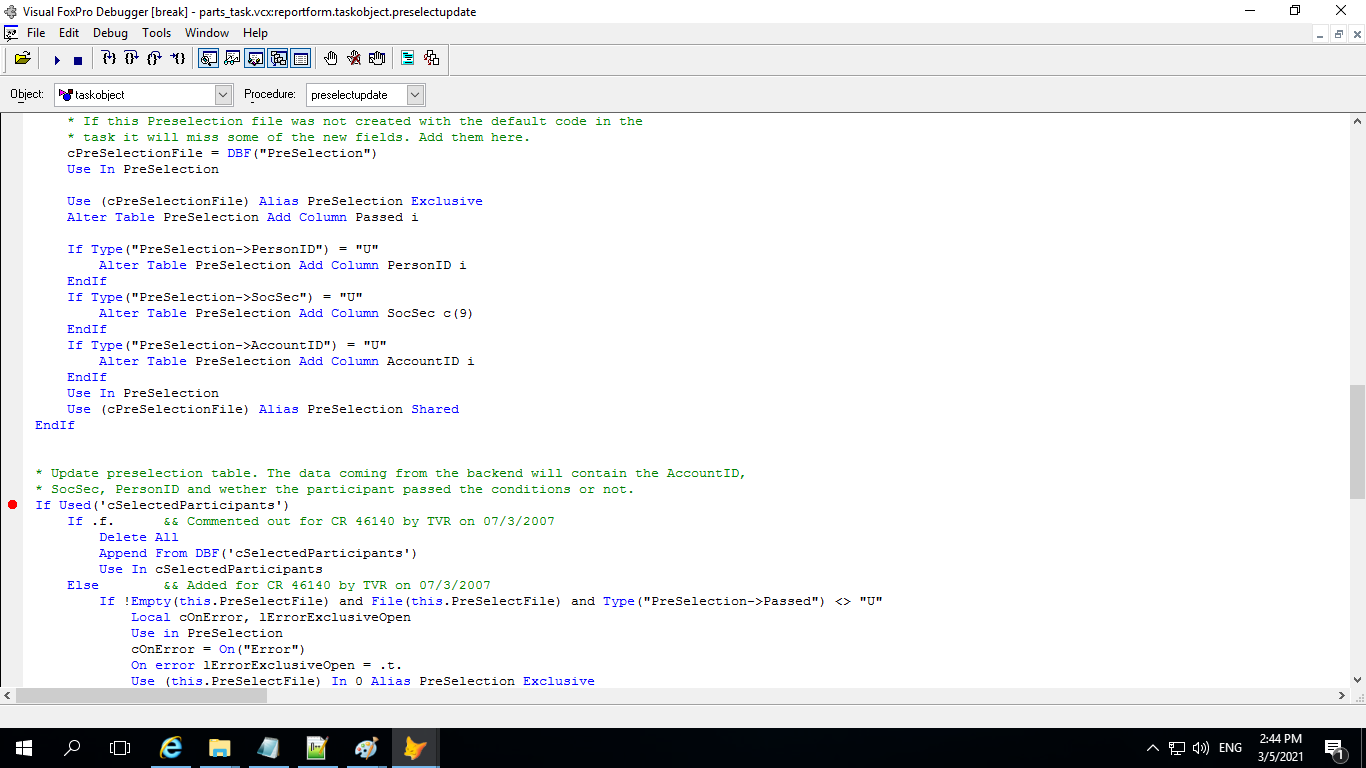 Visual FoxPro Debugger [break] - parts_task.vcx:reportform.taskobject.preselectupdate
File Edit Debug Tools Window Help
Object: taskobject Procedure: preselectupdate
* If this Preselection file was not created with the default code in the
* task it will miss some of the new fields. Add them here.
cPreSelectionFile = DBF("PreSelection")
Use In PreSelection
Use (cPreSelectionFile) Alias PreSelection Exclusive
Alter Table PreSelection Add Column Passed i
If Type("PreSelection->PersonID") = "U"
Alter Table PreSelection Add Column PersonID i
EndIf
If Type("PreSelection->SocSec") = "U"
Alter Table PreSelection Add Column SocSec c(9)
EndIf
If Type("PreSelection->AccountID") = "U"
Alter Table PreSelection Add Column AccountID i
EndIf
Use In PreSelection
Use (cPreSelectionFile) Alias PreSelection Shared
EndIf
* Update preselection table. The data coming from the backend will contain the AccountID,
* SocSec, PersonID and wether the participant passed the conditions or not.
If Used('cSelectedParticipants')
If .f. && Commented out for CR 46140 by TVR on 07/3/2007
Delete All
Append From DBF('cSelectedParticipants')
Use In cSelectedParticipants
Else && Added for CR 46140 by TVR on 07/3/2007
If !Empty(this.PreSelectFile) and File(this.PreSelectFile) and Type("PreSelection->Passed") <> "U"
Local cOnError, lErrorExclusiveOpen
Use in PreSelection
cOnError = On("Error")
On error lErrorExclusiveOpen = .t.
Use (this.PreSelectFile) In 0 Alias PreSelection Exclusive
ENG
2:44 PM
3/5/2021
1